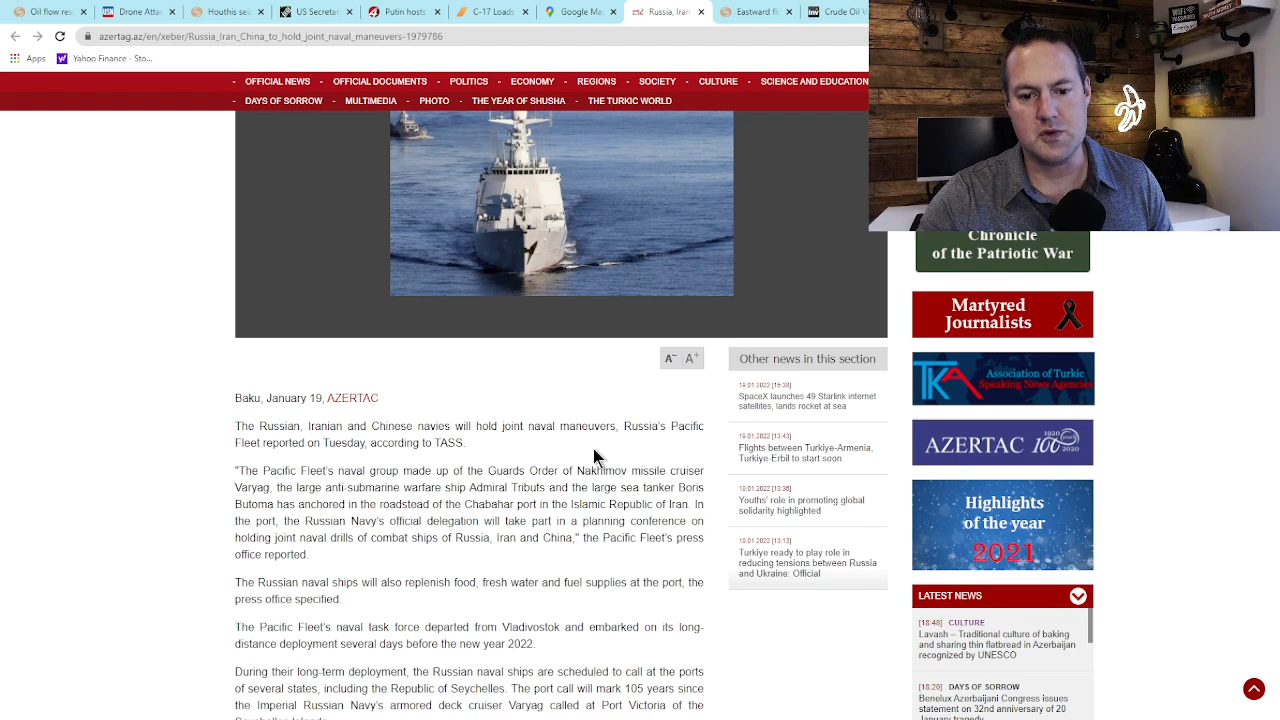 Oil flow
Drone Attac
Houthis se
US Secretar
Putin hosts
C-17 Loads
Google Ma
Russia, Iran
Eastward fl
Crude Oil V
azertag.az/en/xeber/Russia_Iran_China_to_hold_joint_naval_maneuvers-1979786
Apps Yahoo Finance - Sto...
- OFFICIAL NEWS - OFFICIAL DOCUMENTS - POLITICS - ECONOMY - REGIONS - SOCIETY - CULTURE - SCIENCE AND EDUCATION
- DAYS OF SORROW - MULTIMEDIA - PHOTO - THE YEAR OF SHUSHA - THE TURKIC WORLD
A- A+
Baku, January 19, AZERTAC
The Russian, Iranian and Chinese navies will hold joint naval maneuvers, Russia's Pacific
Fleet reported on Tuesday, according to TASS.
"The Pacific Fleet's naval group made up of the Guards Order of Nakhimov missile cruiser
Varyag, the large anti-submarine warfare ship Admiral Tributs and the large sea tanker Boris
Butoma has anchored in the roadstead of the Chabahar port in the Islamic Republic of Iran. In
the port, the Russian Navy's official delegation will take part in a planning conference on
holding joint naval drills of combat ships of Russia, Iran and China," the Pacific Fleet's press
office reported.
The Russian naval ships will also replenish food, fresh water and fuel supplies at the port, the
press office specified.
The Pacific Fleet's naval task force departed from Vladivostok and embarked on its long-
distance deployment several days before the new year 2022.
During their long-term deployment, the Russian naval ships are scheduled to call at the ports
of several states, including the Republic of Seychelles. The port call will mark 105 years since
the Imperial Russian Navy's armored deck cruiser Varyag called at Port Victoria of the
Other news in this section
19.01.2022 [15:38]
SpaceX launches 49 Starlink internet
satellites, lands rocket at sea
19.01.2022 [13:43]
Flights between Turkiye-Armenia,
Turkiye-Erbil to start soon
Youths' role in promoting global
solidarity highlighted
19.01.2022 [13:13]
Turkiye ready to play role in
reducing tensions between Russia
and Ukraine: Official
Chronicle
of the Patriotic War
Martyred
Journalists
TKA
Association of Turkic
Speaking News Agencies
AZERTAC 100
1920
2020
Highlights
of the year
2021
LATEST NEWS
[18:48] CULTURE
Lavash – Traditional culture of baking
and sharing thin flatbread in Azerbaijan
recognized by UNESCO
[18:20] DAYS OF SORROW
Benelux Azerbaijani Congress issues
statement on 32nd anniversary of 20
January tragedy
WIFI
PASSWORD